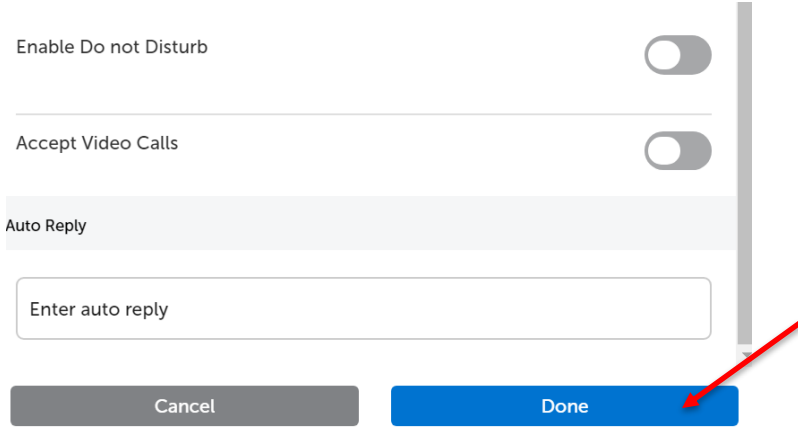 Enable Do not Disturb
Accept Video Calls
Auto Reply
Enter auto reply
Cancel
Done